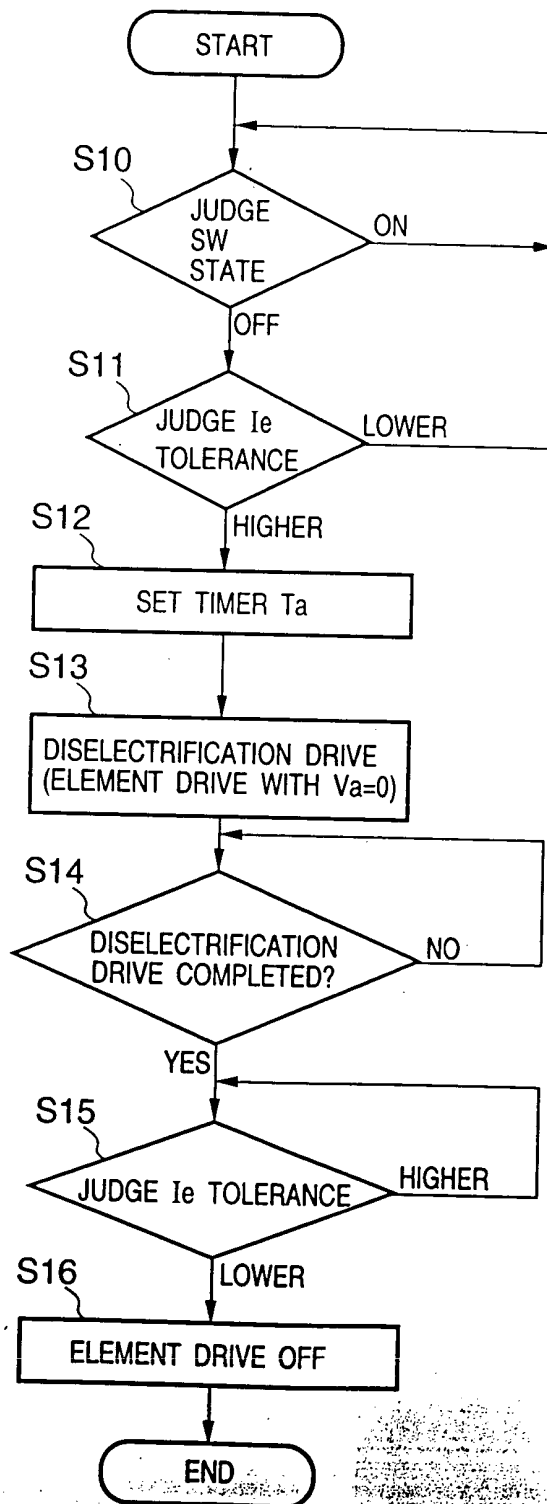 START
S10
JUDGE
SW
STATE
ON
OFF
S11
JUDGE Ie
TOLERANCE
LOWER
HIGHER
S12
SET TIMER Ta
S13
DISELECTRIFICATION DRIVE
(ELEMENT DRIVE WITH Va=0)
S14
DISELECTRIFICATION
DRIVE COMPLETED?
NO
YES
S15
JUDGE Ie TOLERANCE
HIGHER
LOWER
S16
ELEMENT DRIVE OFF
END